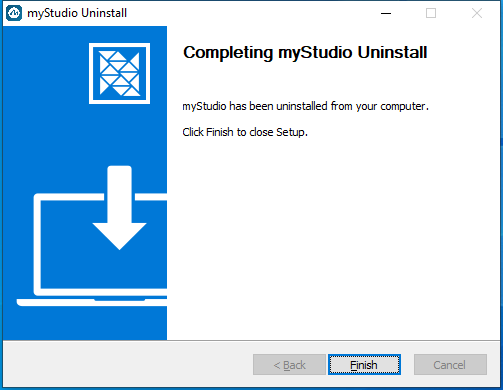 myStudio Uninstall
Completing myStudio Uninstall
myStudio has been uninstalled from your computer.
Click Finish to close Setup.
< Back
Finish
Cancel